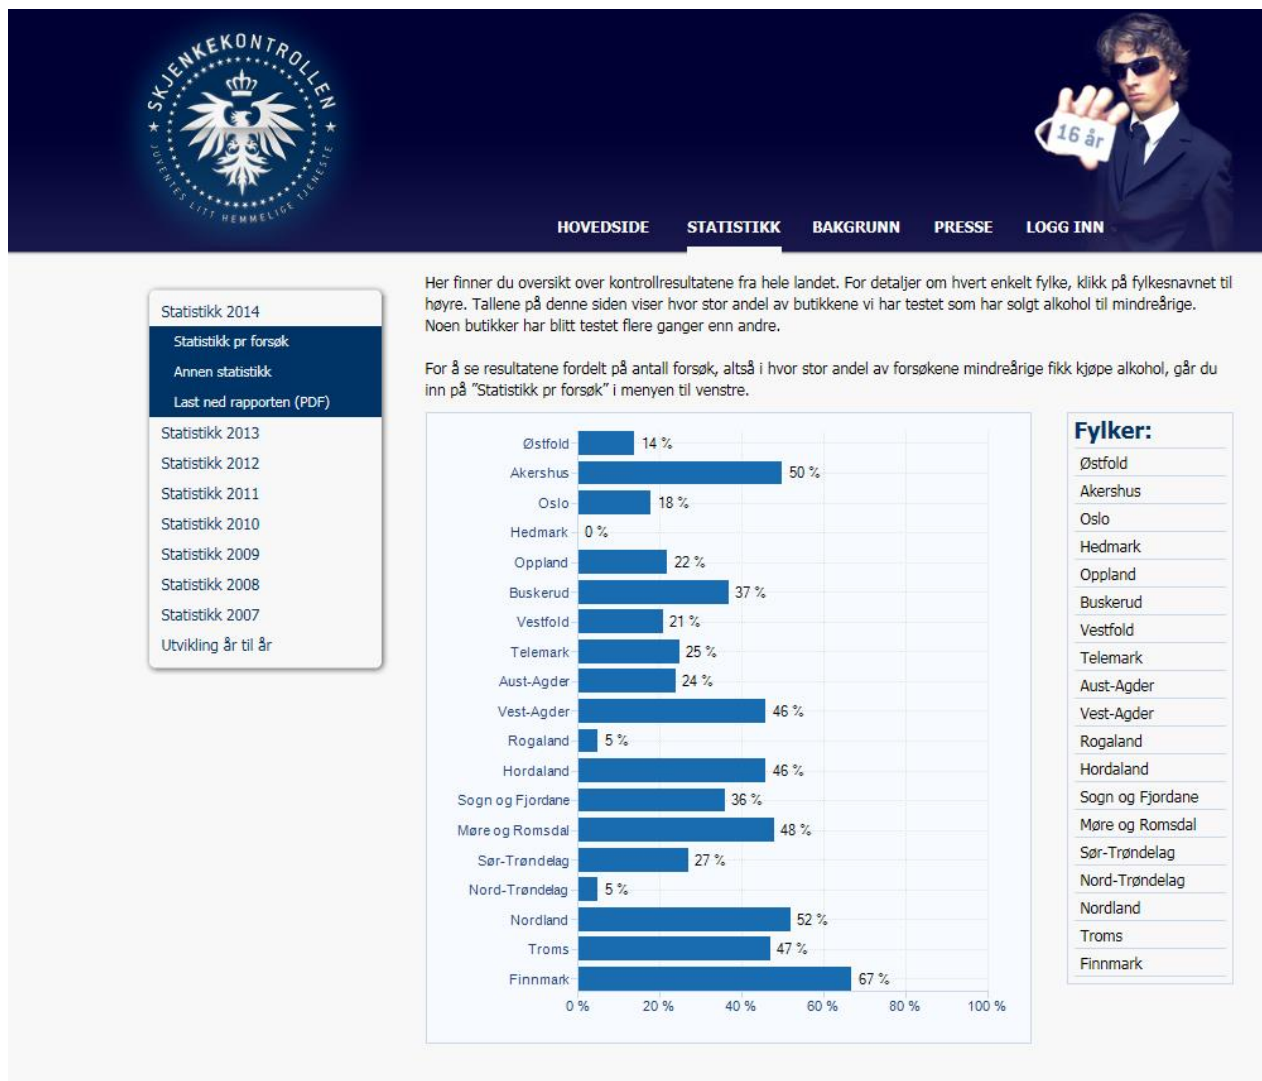 SKJENKEKONTROLLEN
JUVENTES LITT HEMMELIGE TJENESTE
16 år
HOVEDSIDE STATISTIKK BAKGRUNN PRESSE LOGG INN
Statistikk 2014
Statistikk pr forsøk
Annen statistikk
Last ned rapporten (PDF)
Statistikk 2013
Statistikk 2012
Statistikk 2011
Statistikk 2010
Statistikk 2009
Statistikk 2008
Statistikk 2007
Utvikling år til år
Her finner du oversikt over kontrollresultatene fra hele landet. For detaljer om hvert enkelt fylke, klikk på fylkesnavnet til
høyre. Tallene på denne siden viser hvor stor andel av butikkene vi har testet som har solgt alkohol til mindreårige.
Noen butikker har blitt testet flere ganger enn andre.
For å se resultatene fordelt på antall forsøk, altså i hvor stor andel av forsøkene mindreårige fikk kjøpe alkohol, går du
inn på ”Statistikk pr forsøk” i menyen til venstre.
Østfold 14 %
Akershus 50 %
Oslo 18 %
Hedmark 0 %
Oppland 22 %
Buskerud 37 %
Vestfold 21 %
Telemark 25 %
Aust-Agder 24 %
Vest-Agder 46 %
Rogaland 5 %
Hordaland 46 %
Sogn og Fjordane 36 %
Møre og Romsdal 48 %
Sør-Trøndelag 27 %
Nord-Trøndelag 5 %
Nordland 52 %
Troms 47 %
Finnmark 67 %
0 % 20 % 40 % 60 % 80 % 100 %
Fylker:
Østfold
Akershus
Oslo
Hedmark
Oppland
Buskerud
Vestfold
Telemark
Aust-Agder
Vest-Agder
Rogaland
Hordaland
Sogn og Fjordane
Møre og Romsdal
Sør-Trøndelag
Nord-Trøndelag
Nordland
Troms
Finnmark